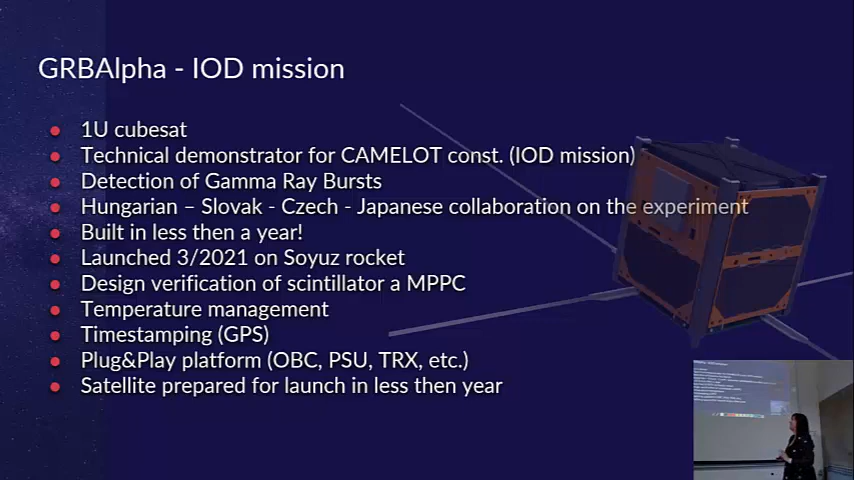 GRBAlpha - IOD mission
1U cubesat
Technical demonstrator for CAMELOT const. (IOD mission)
Detection of Gamma Ray Bursts
Hungarian – Slovak - Czech - Japanese collaboration on the experiment
Built in less then a year!
Launched 3/2021 on Soyuz rocket
Design verification of scintillator a MPPC
Temperature management
Timestamping (GPS)
Plug&Play platform (OBC, PSU, TRX, etc.)
Satellite prepared for launch in less then year